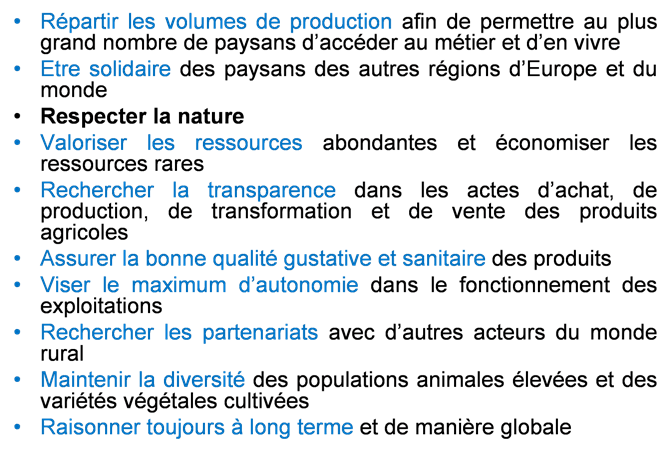 • Répartir les volumes de production afin de permettre au plus
grand nombre de paysans d'accéder au métier et d'en vivre
• Etre solidaire des paysans des autres régions d'Europe et du
monde
• Respecter la nature
• Valoriser les ressources abondantes et économiser les
ressources rares
• Rechercher la transparence dans les actes d'achat, de
production, de transformation et de vente des produits
agricoles
• Assurer la bonne qualité gustative et sanitaire des produits
• Viser le maximum d'autonomie dans le fonctionnement des
exploitations
• Rechercher les partenariats avec d'autres acteurs du monde
rural
• Maintenir la diversité des populations animales élevées et des
variétés végétales cultivées
• Raisonner toujours à long terme et de manière globale